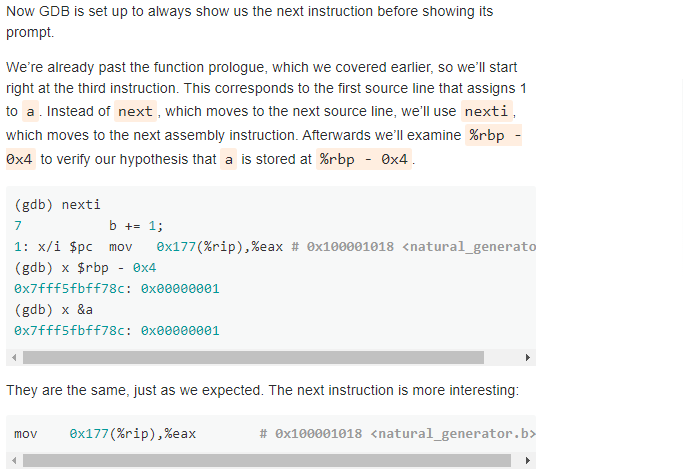 Now GDB is set up to always show us the next instruction before showing its
prompt.
We're already past the function prologue, which we covered earlier, so we'll start
right at the third instruction. This corresponds to the first source line that assigns 1
to a. Instead of next, which moves to the next source line, we'll use nexti,
which moves to the next assembly instruction. Afterwards we'll examine %rbp -
0x4 to verify our hypothesis that a is stored at %rbp - 0x4.
(gdb) nexti
7           b += 1;
1: x/i $pc  mov   0x177(%rip),%eax # 0x100001018 <natural_generato
(gdb) x $rbp - 0x4
0x7fff5fbff78c: 0x00000001
(gdb) x &a
0x7fff5fbff78c: 0x00000001
They are the same, just as we expected. The next instruction is more interesting:
mov    0x177(%rip),%eax        # 0x100001018 <natural_generator.b>